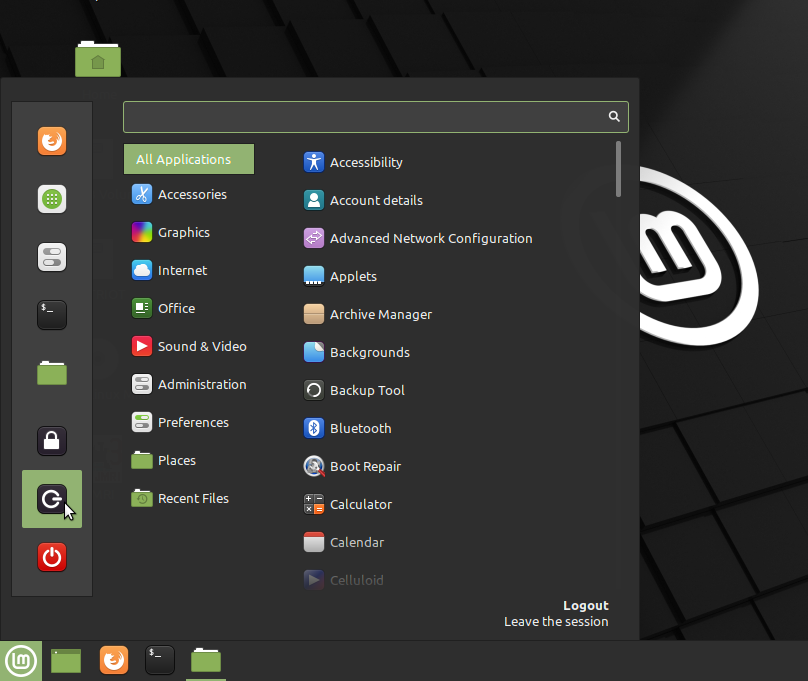 All Applications
Accessories
Graphics
Internet
Office
Sound & Video
Administration
Preferences
Places
Recent Files
Accessibility
Account details
Advanced Network Configuration
Applets
Archive Manager
Backgrounds
Backup Tool
Bluetooth
Boot Repair
Calculator
Calendar
Celluloid
Logout
Leave the session